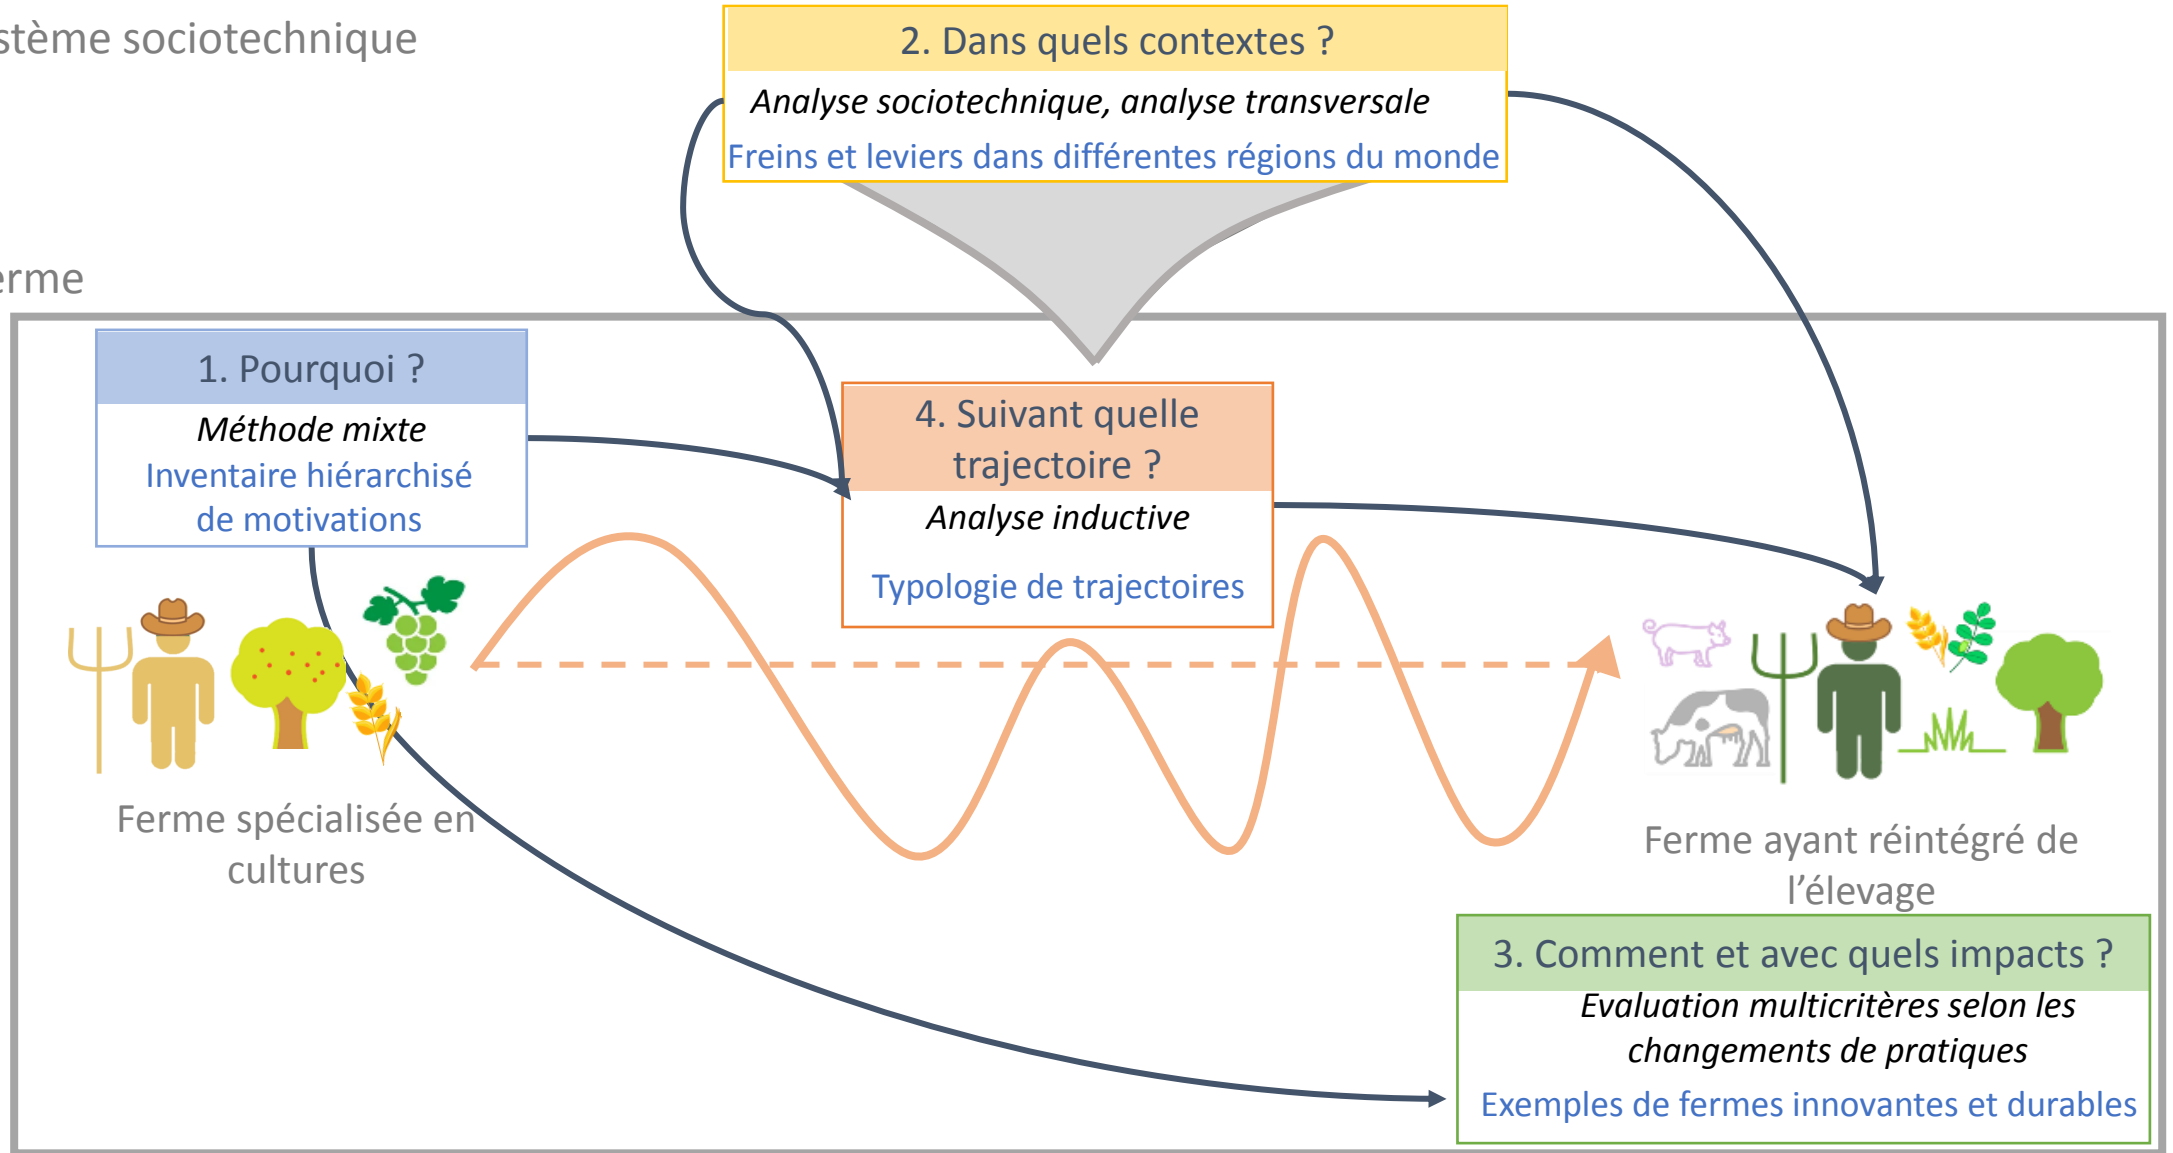 stème sociotechnique
2. Dans quels contextes ?
Analyse sociotechnique, analyse transversale
Freins et leviers dans différentes régions du monde
erme
1. Pourquoi ?
Méthode mixte
Inventaire hiérarchisé
de motivations
4. Suivant quelle
trajectoire ?
Analyse inductive
Typologie de trajectoires
Ferme spécialisée en
cultures
Ferme ayant réintégré de
l’élevage
3. Comment et avec quels impacts ?
Evaluation multicritères selon les
changements de pratiques
Exemples de fermes innovantes et durables